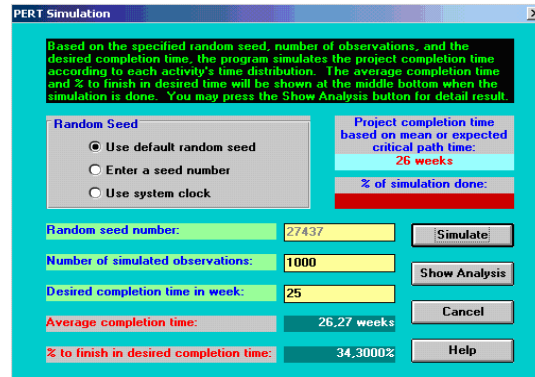 PERT Simulation
Based on the specified random seed, number of observations, and the
desired completion time, the program simulates the project completion time
according to each activity's time distribution. The average completion time
and % to finish in desired time will be shown at the middle bottom when the
simulation is done. You may press the Show Analysis button for detail result.
Random Seed
Use default random seed
Enter a seed number
Use system clock
Project completion time
based on mean or expected
critical path time:
26 weeks
% of simulation done:
Random seed number:
27437
Simulate
Number of simulated observations:
1000
Show Analysis
Desired completion time in week:
25
Cancel
Average completion time:
26,27 weeks
% to finish in desired completion time:
34,3000%
Help